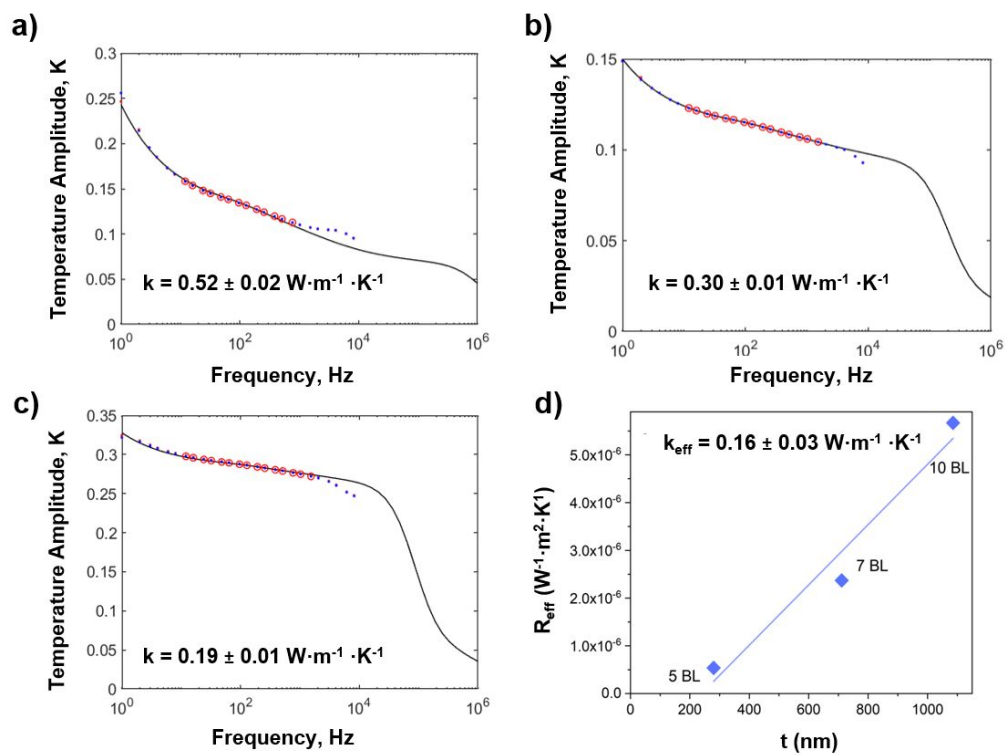 a)
Temperature Amplitude, K
0.3
0.25
0.2
0.15
0.1
0.05
0
k = 0.52 ± 0.02 W·m⁻¹ ·K⁻¹
10⁰ 10² 10⁴ 10⁶
Frequency, Hz
b)
Temperature Amplitude, K
0.15
0.1
0.05
0
k = 0.30 ± 0.01 W·m⁻¹ ·K⁻¹
10⁰ 10² 10⁴ 10⁶
Frequency, Hz
c)
Temperature Amplitude, K
0.35
0.3
0.25
0.2
0.15
0.1
0.05
0
k = 0.19 ± 0.01 W·m⁻¹ ·K⁻¹
10⁰ 10² 10⁴ 10⁶
Frequency, Hz
d)
R_eff (W⁻¹·m²·K¹)
5.0x10⁻⁶
4.0x10⁻⁶
3.0x10⁻⁶
2.0x10⁻⁶
1.0x10⁻⁶
0.0
k_eff = 0.16 ± 0.03 W·m⁻¹ ·K⁻¹
10 BL
7 BL
5 BL
0 200 400 600 800 1000
t (nm)